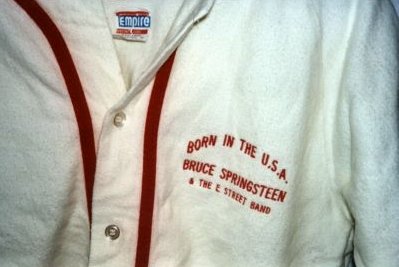 EMPIRE
BORN IN THE U.S.A.
BRUCE SPRINGSTEEN
& THE E STREET BAND